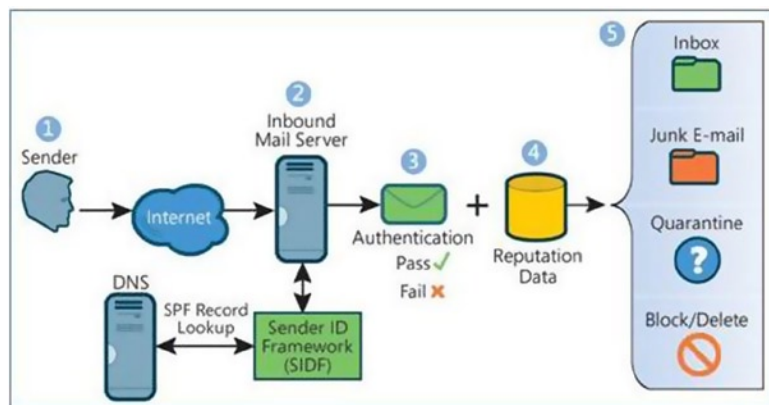 1
Sender
Internet
2
Inbound
Mail Server
3
Authentication
Pass ✓
Fail ✗
+
4
Reputation
Data
DNS
SPF Record
Lookup
Sender ID
Framework
(SIDF)
5
Inbox
Junk E-mail
Quarantine
?
Block/Delete